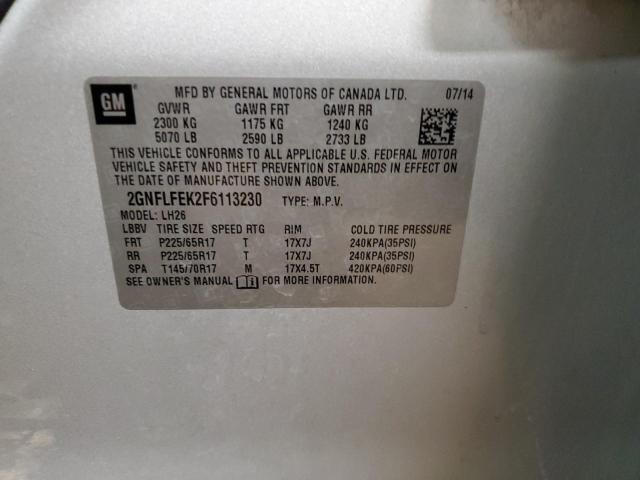 GM
MFD BY GENERAL MOTORS OF CANADA LTD. 07/14
GVWR GAWR FRT GAWR RR
2300 KG 1175 KG 1240 KG
5070 LB 2590 LB 2733 LB
THIS VEHICLE CONFORMS TO ALL APPLICABLE U.S. FEDERAL MOTOR
VEHICLE SAFETY AND THEFT PREVENTION STANDARDS IN EFFECT ON
THE DATE OF MANUFACTURE SHOWN ABOVE.
2GNFLFEK2F6113230 TYPE: M.P.V.
MODEL: LH26
LBBV TIRE SIZE SPEED RTG RIM COLD TIRE PRESSURE
FRT P225/65R17 T 17X7J 240KPA(35PSI)
RR P225/65R17 T 17X7J 240KPA(35PSI)
SPA T145/70R17 M 17X4.5T 420KPA(60PSI)
SEE OWNER'S MANUAL FOR MORE INFORMATION.